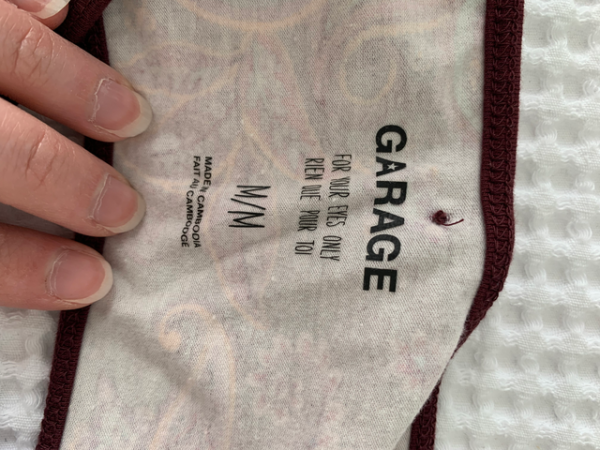 GARAGE
FOR YOUR EYES ONLY
RIEN QUE POUR TOI
M/M
MADE IN CAMBODIA
FAIT AU CAMBODGE